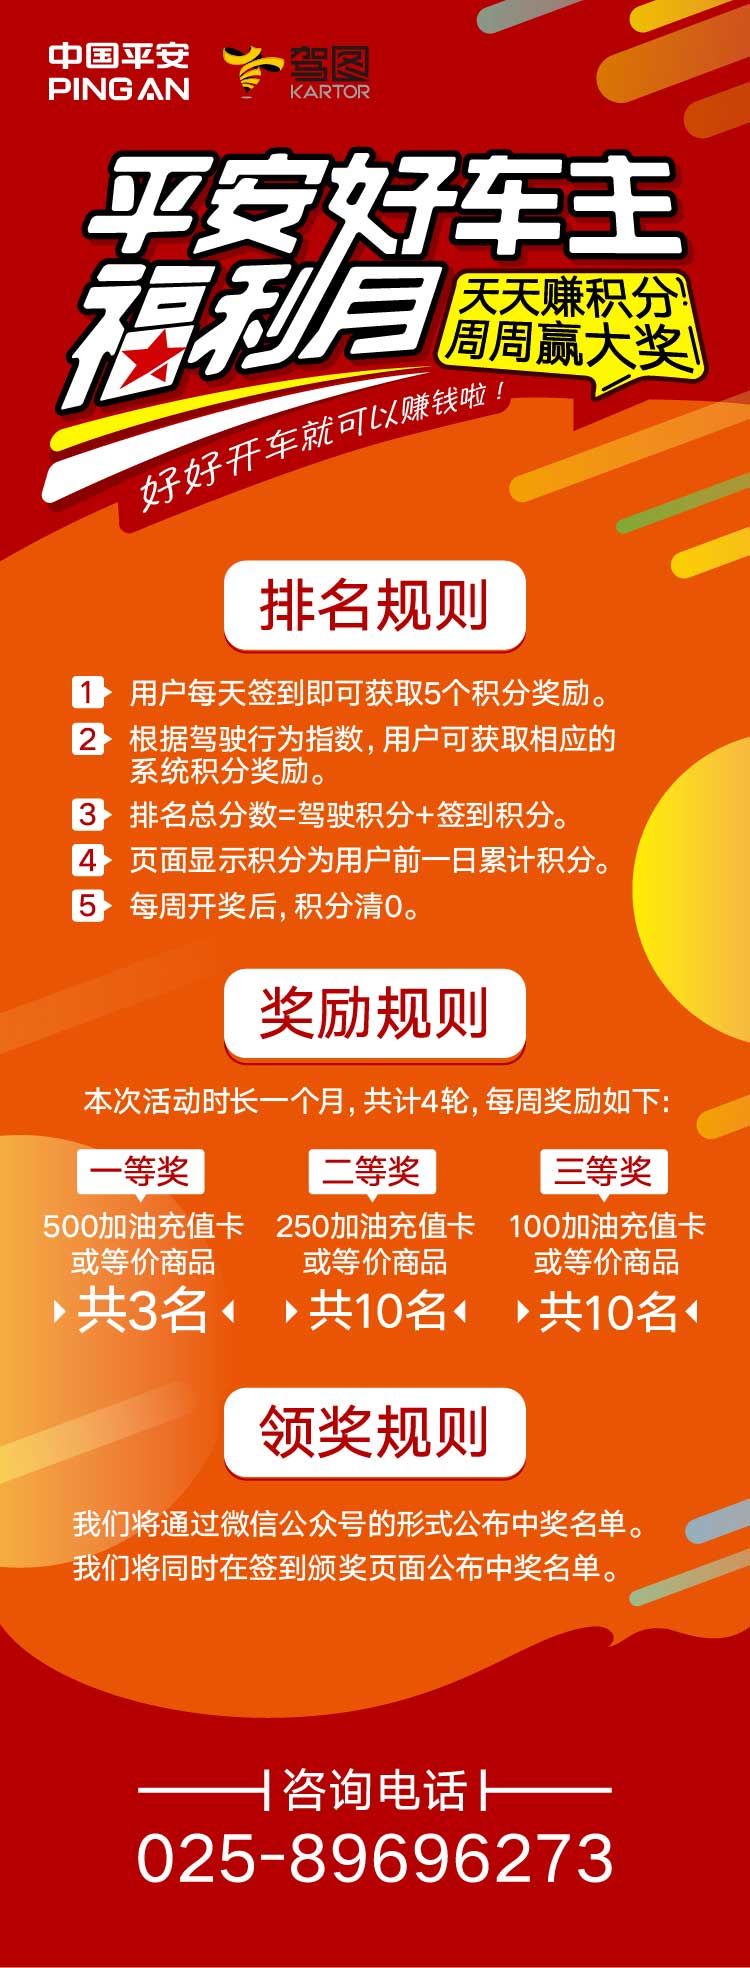 中国平安
PING AN
驾图
KARTOR
平安好车主
福利月
天天赚积分!
周周赢大奖!
好好开车就可以赚钱啦!
排名规则
1 用户每天签到即可获取5个积分奖励。
2 根据驾驶行为指数,用户可获取相应的
系统积分奖励。
3 排名总分数=驾驶积分+签到积分。
4 页面显示积分为用户前一日累计积分。
5 每周开奖后,积分清0。
奖励规则
本次活动时长一个月,共计4轮,每周奖励如下:
一等奖 二等奖 三等奖
500加油充值卡 250加油充值卡 100加油充值卡
或等价商品 或等价商品 或等价商品
共3名 共10名 共10名
领奖规则
我们将通过微信公众号的形式公布中奖名单。
我们将同时在签到颁奖页面公布中奖名单。
咨询电话
025-89696273